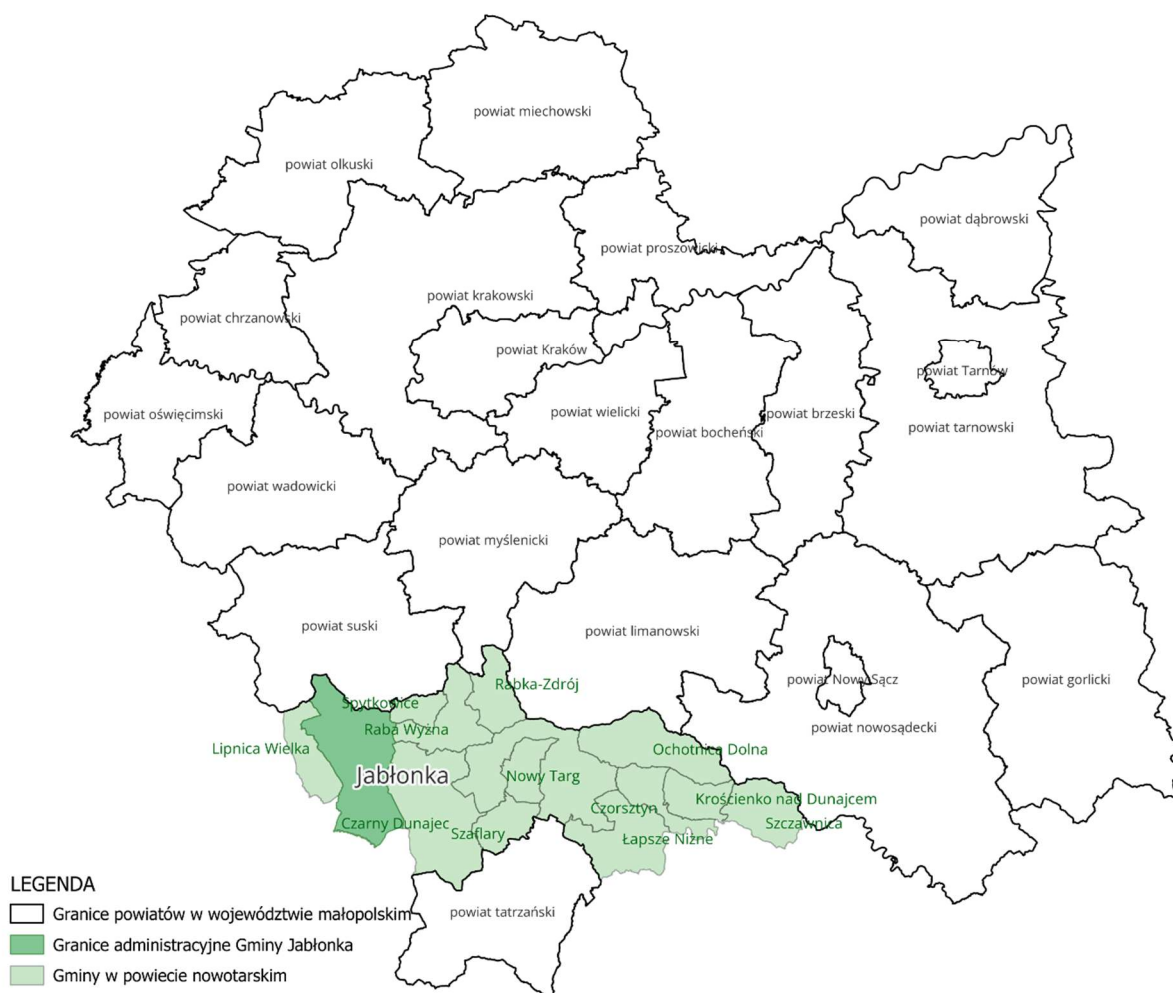 powiat miechowski
powiat olkuski
powiat dąbrowski
powiat proszowicki
powiat krakowski
powiat chrzanowski
powiat Kraków
powiat Tarnów
powiat oświęcimski
powiat wielicki
powiat brzeski
powiat bocheński
powiat tarnowski
powiat wadowicki
powiat myślenicki
powiat suski
powiat limanowski
powiat Nowy Sącz
powiat gorlicki
Rabka-Zdrój
Spytkowice
powiat nowosądecki
Raba Wyżna
Lipnica Wielka
Ochotnica Dolna
Jabłonka
Nowy Targ
Krościenko nad Dunajcem
Czorsztyn
Czarny Dunajec
Szczawnica
Szaflary
Łapsze Niżne
powiat tatrzański
LEGENDA
Granice powiatów w województwie małopolskim
Granice administracyjne Gminy Jabłonka
Gminy w powiecie nowotarskim